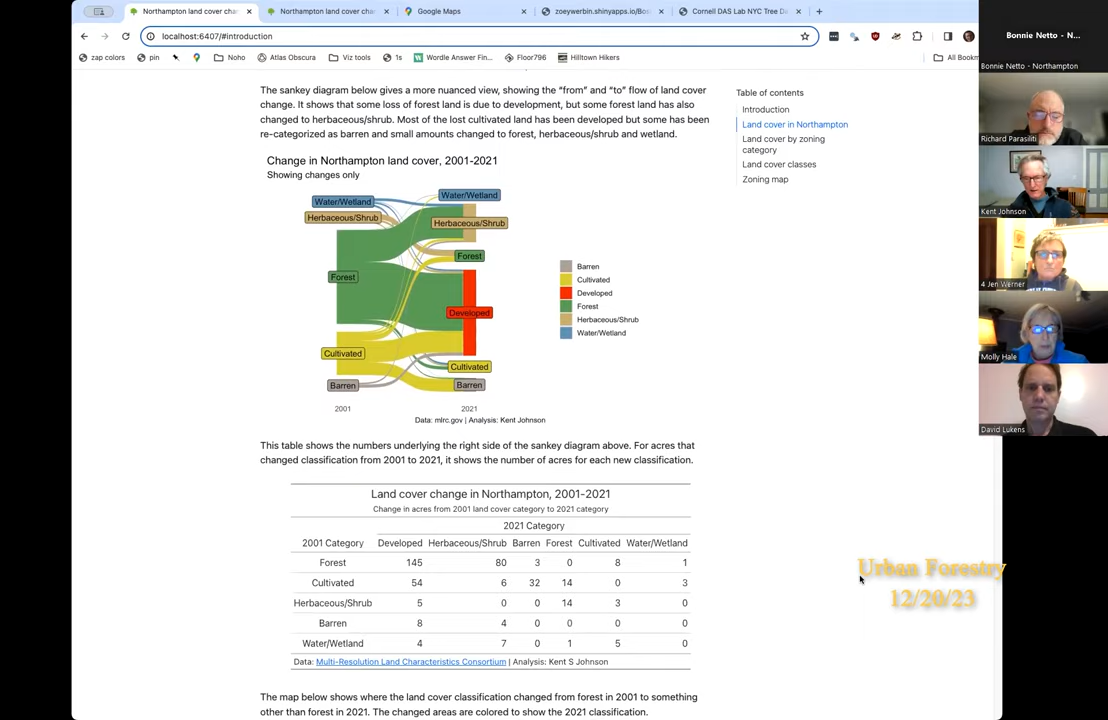 Northampton land cover cha
Northampton land cover chan
Google Maps
zoeywerbin.shinyapps.io/Bos
Cornell DAS Lab NYC Tree Da
localhost:6407/#introduction
zap colors
pin
Noho
Atlas Obscura
Viz tools
1s
Wordle Answer Fin...
Floor796
Hilltown Hikers
All Bookm
The sankey diagram below gives a more nuanced view, showing the “from” and “to” flow of land cover
change. It shows that some loss of forest land is due to development, but some forest land has also
changed to herbaceous/shrub. Most of the lost cultivated land has been developed but some has been
re-categorized as barren and small amounts changed to forest, herbaceous/shrub and wetland.
Table of contents
Introduction
Land cover in Northampton
Land cover by zoning
category
Land cover classes
Zoning map
Change in Northampton land cover, 2001-2021
Showing changes only
Water/Wetland
Herbaceous/Shrub
Forest
Cultivated
Barren
Water/Wetland
Herbaceous/Shrub
Forest
Developed
Cultivated
Barren
2001
2021
Barren
Cultivated
Developed
Forest
Herbaceous/Shrub
Water/Wetland
Data: mlrc.gov | Analysis: Kent Johnson
This table shows the numbers underlying the right side of the sankey diagram above. For acres that
changed classification from 2001 to 2021, it shows the number of acres for each new classification.
Land cover change in Northampton, 2001-2021
Change in acres from 2001 land cover category to 2021 category
2021 Category
2001 Category Developed Herbaceous/Shrub Barren Forest Cultivated Water/Wetland
Forest 145 80 3 0 8 1
Cultivated 54 6 32 14 0 3
Herbaceous/Shrub 5 0 0 14 3 0
Barren 8 4 0 0 0 0
Water/Wetland 4 7 0 1 5 0
Data: Multi-Resolution Land Characteristics Consortium | Analysis: Kent S Johnson
The map below shows where the land cover classification changed from forest in 2001 to something
other than forest in 2021. The changed areas are colored to show the 2021 classification.
Bonnie Netto - N...
Bonnie Netto - Northampton
Richard Parasiliti
Kent Johnson
4 Jen Werner
Molly Hale
David Lukens
Urban Forestry
12/20/23